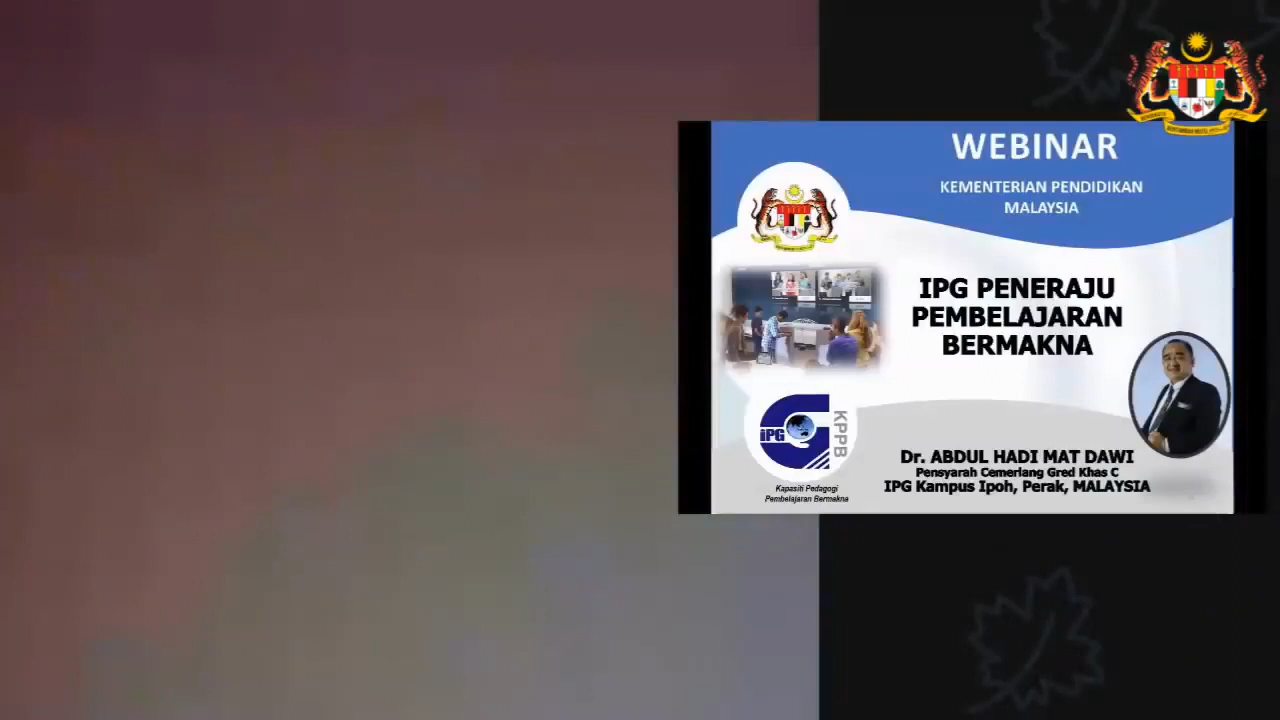 WEBINAR
KEMENTERIAN PENDIDIKAN
MALAYSIA
IPG PENERAJU
PEMBELAJARAN
BERMAKNA
iPG
KPPB
Kapasiti Pedagogi
Pembelajaran Bermakna
Dr. ABDUL HADI MAT DAWI
Pensyarah Cemerlang Gred Khas C
IPG Kampus Ipoh, Perak, MALAYSIA